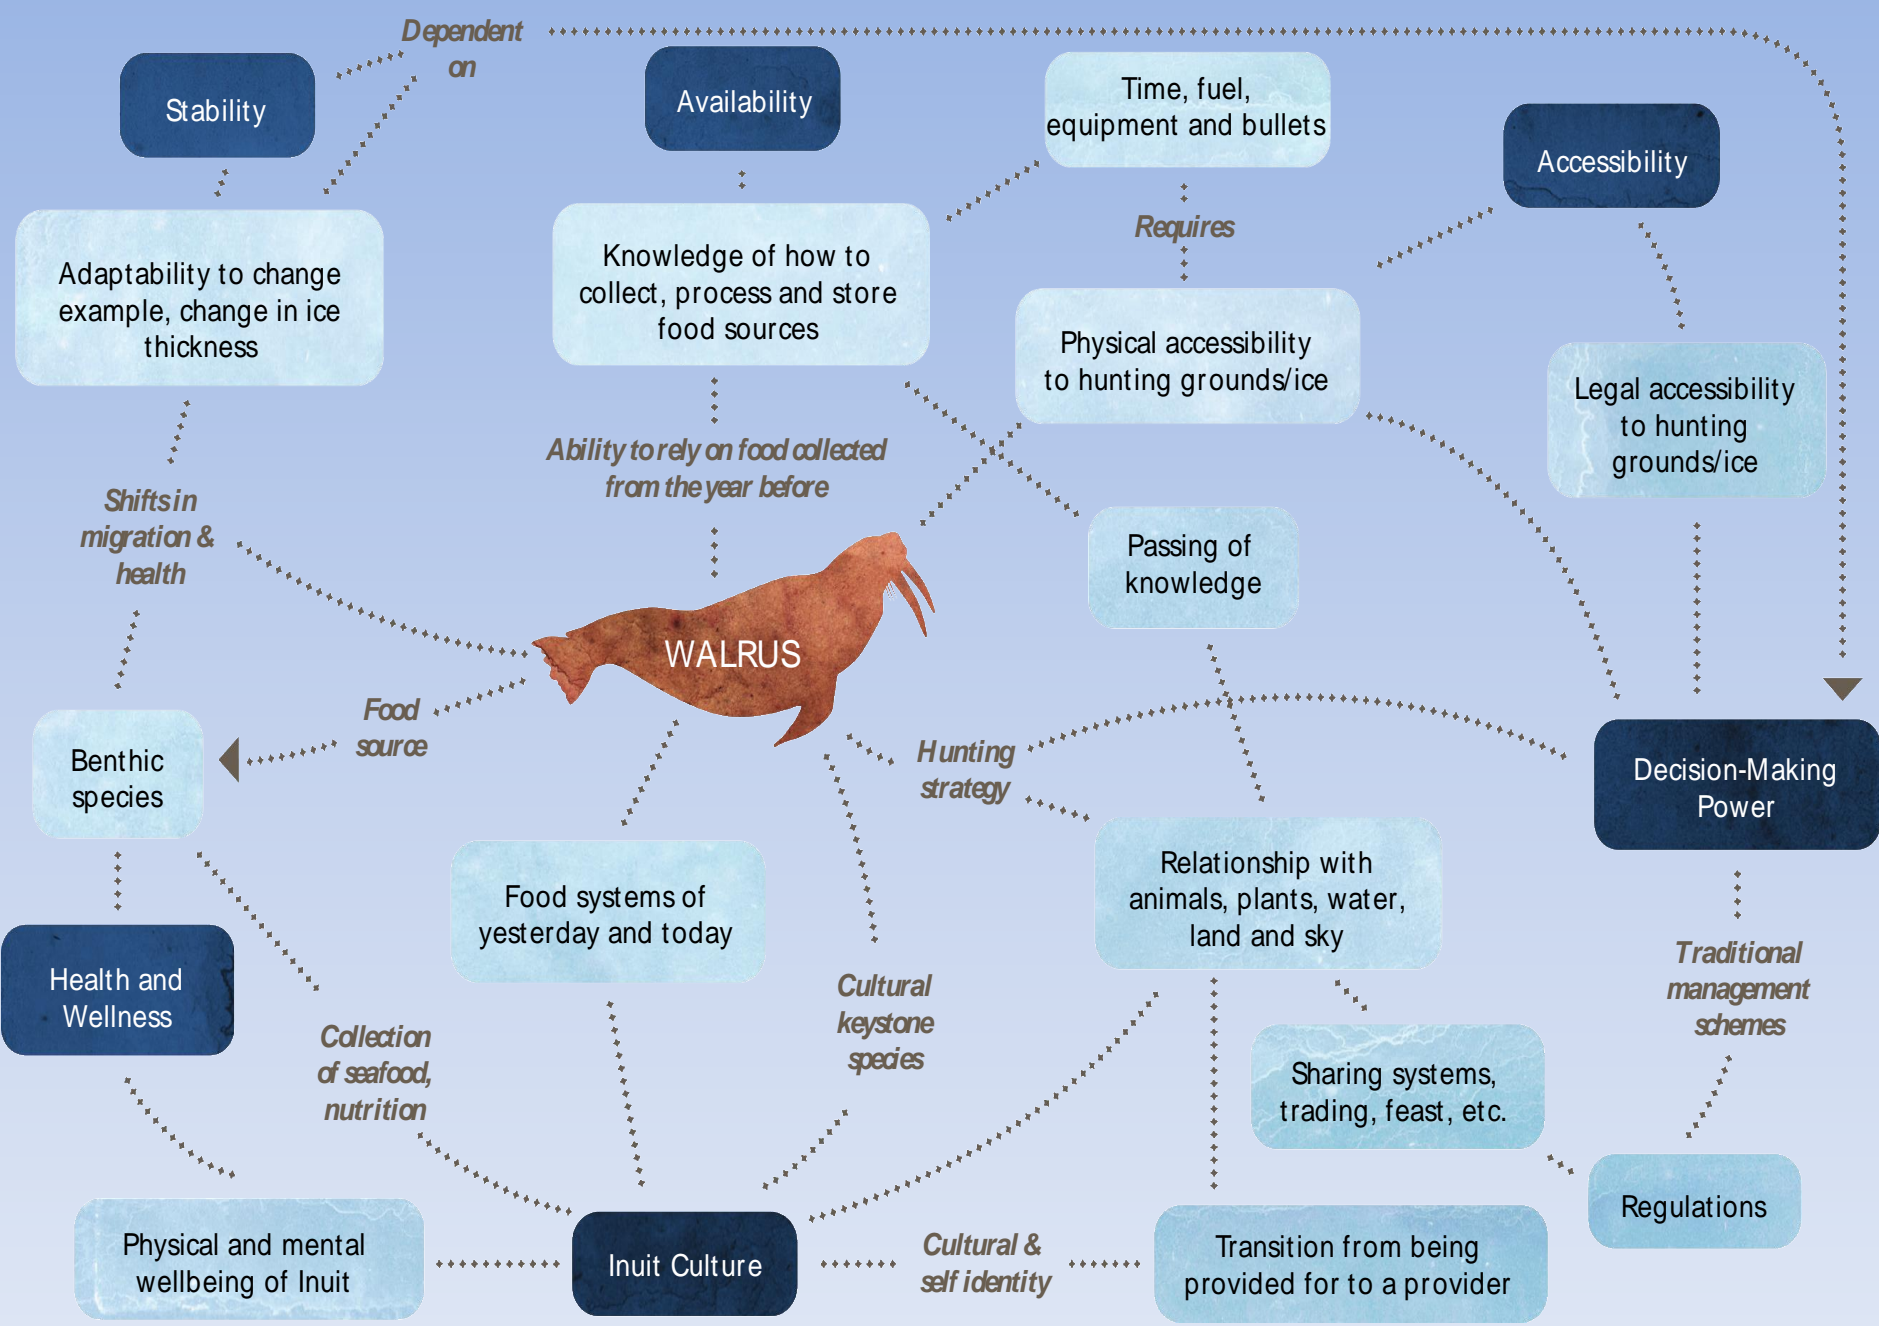 Dependent
on
Stability
Availability
Time, fuel,
equipment and bullets
Accessibility
Requires
Adaptability to change
example, change in ice
thickness
Knowledge of how to
collect, process and store
food sources
Physical accessibility
to hunting grounds/ice
Legal accessibility
to hunting
grounds/ice
Ability to rely on food collected
from the year before
Shifts in
migration &
health
Passing of
knowledge
WALRUS
Food
source
Benthic
species
Hunting
strategy
Decision-Making
Power
Food systems of
yesterday and today
Relationship with
animals, plants, water,
land and sky
Health and
Wellness
Cultural
keystone
species
Traditional
management
schemes
Collection
of seafood,
nutrition
Sharing systems,
trading, feast, etc.
Regulations
Physical and mental
wellbeing of Inuit
Inuit Culture
Cultural &
self identity
Transition from being
provided for to a provider